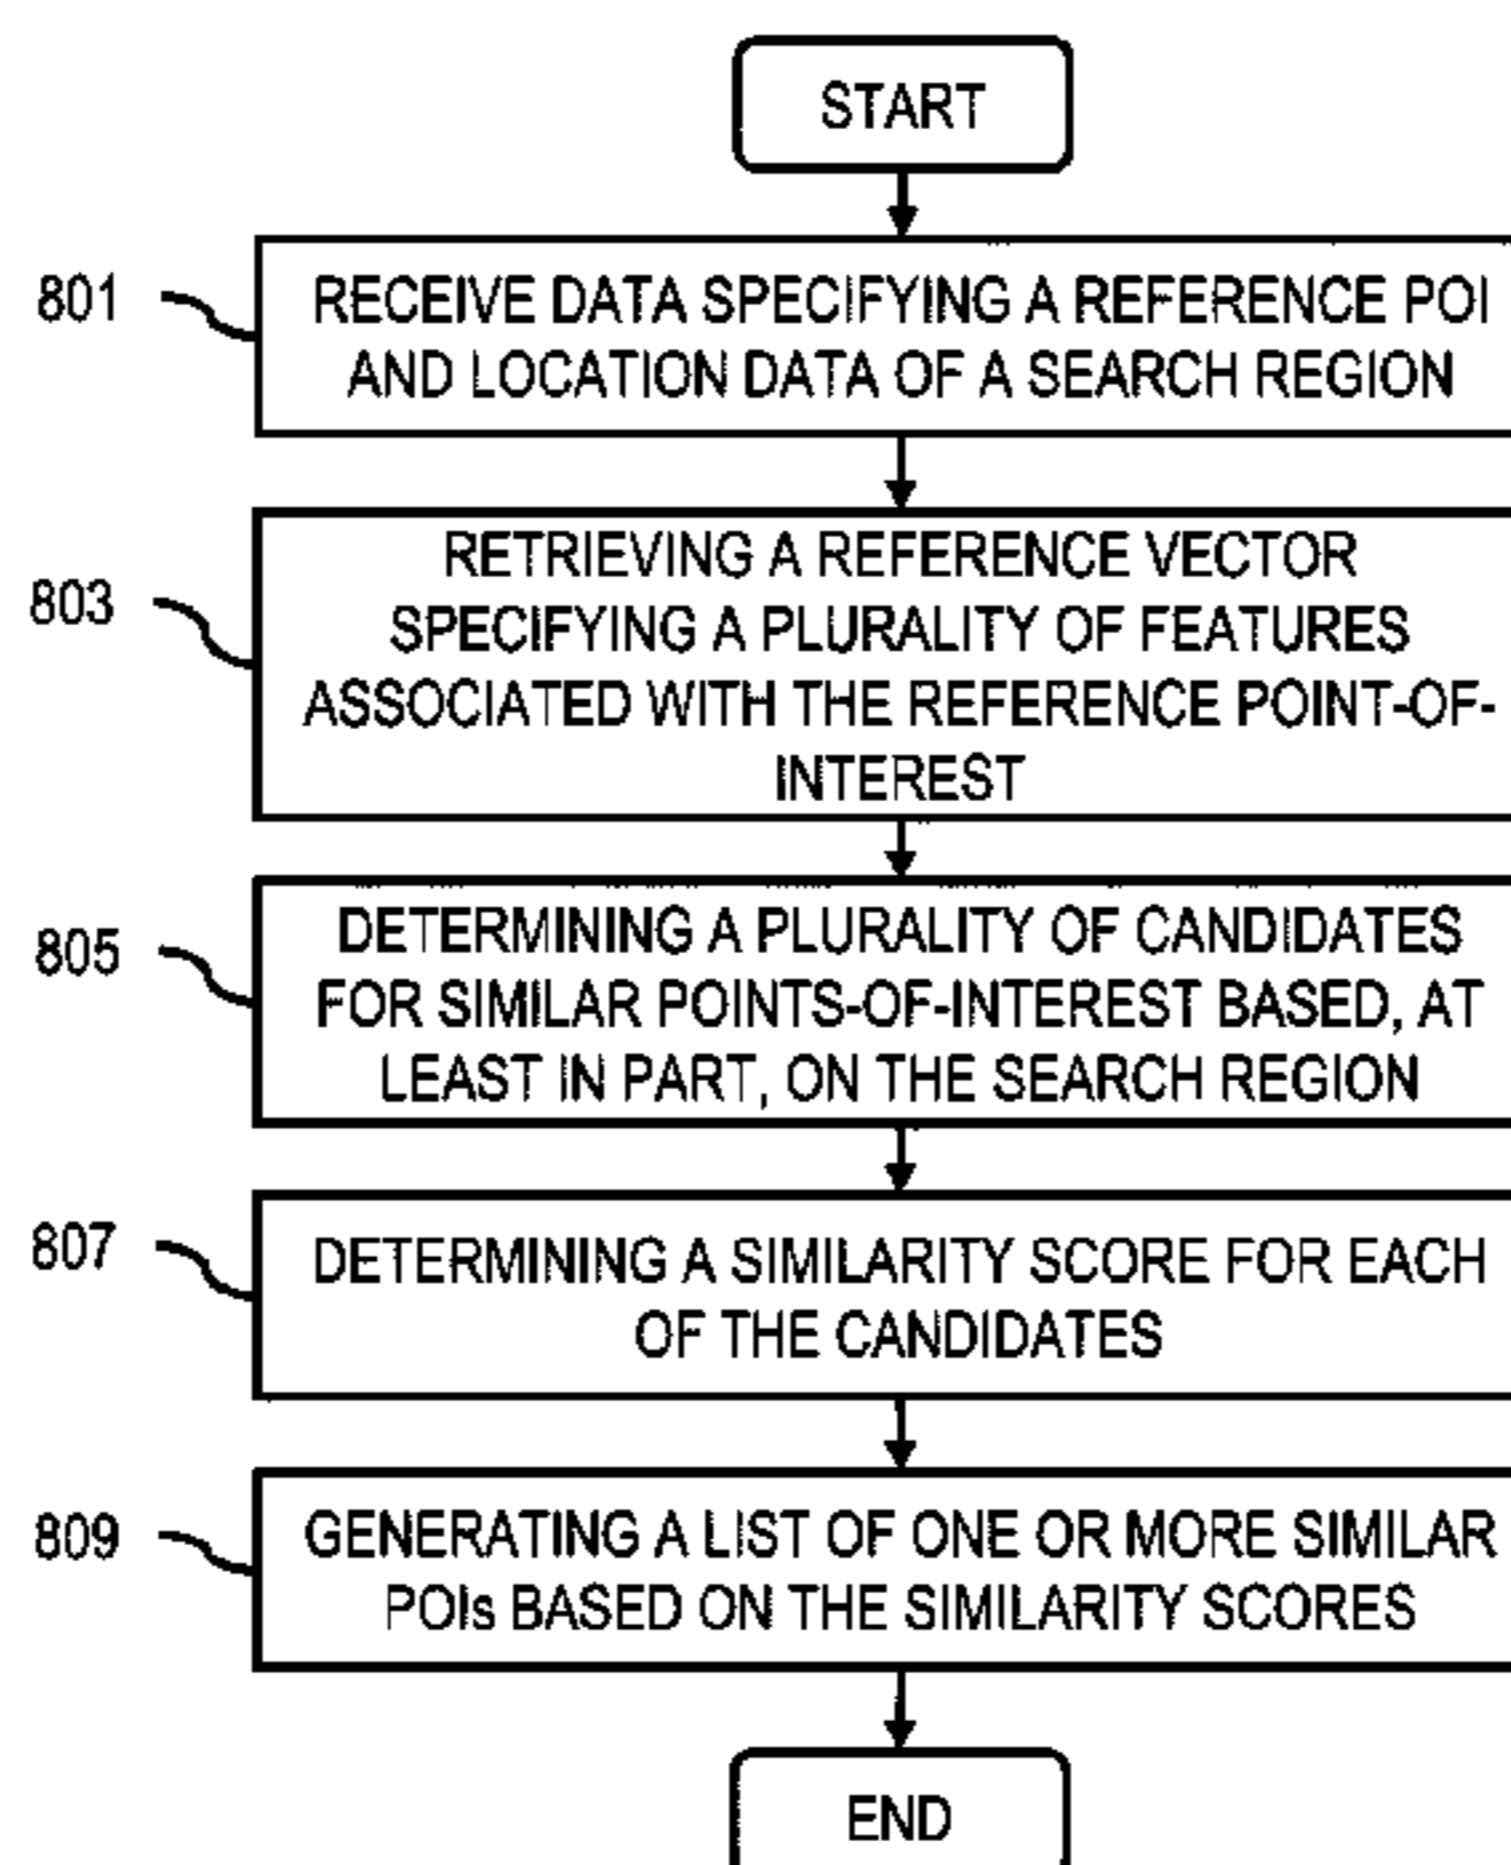 START
801
RECEIVE DATA SPECIFYING A REFERENCE POI
AND LOCATION DATA OF A SEARCH REGION
803
RETRIEVING A REFERENCE VECTOR
SPECIFYING A PLURALITY OF FEATURES
ASSOCIATED WITH THE REFERENCE POINT-OF-
INTEREST
805
DETERMINING A PLURALITY OF CANDIDATES
FOR SIMILAR POINTS-OF-INTEREST BASED, AT
LEAST IN PART, ON THE SEARCH REGION
807
DETERMINING A SIMILARITY SCORE FOR EACH
OF THE CANDIDATES
809
GENERATING A LIST OF ONE OR MORE SIMILAR
POIs BASED ON THE SIMILARITY SCORES
END